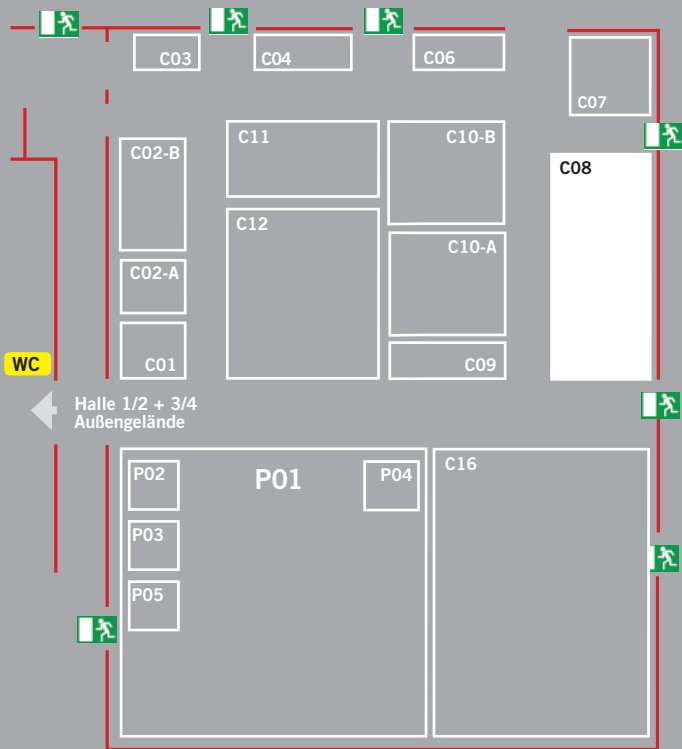 C03
C04
C06
C07
C11
C10-B
C02-B
C08
C12
C10-A
C02-A
C01
C09
WC
Halle 1/2 + 3/4
Außengelände
P02
P01
P04
C16
P03
P05